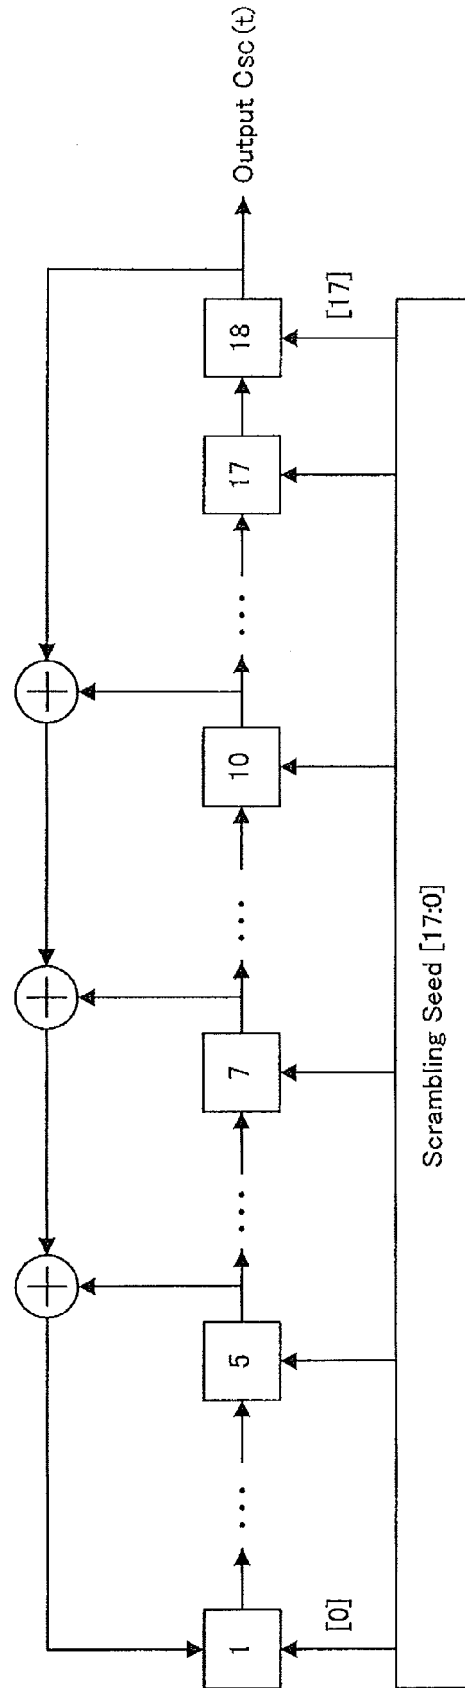 Output Csc(t)
1 ... 5 ... 7 ... 10 ... 17 18
[0] [17]
Scrambling Seed [17:0]